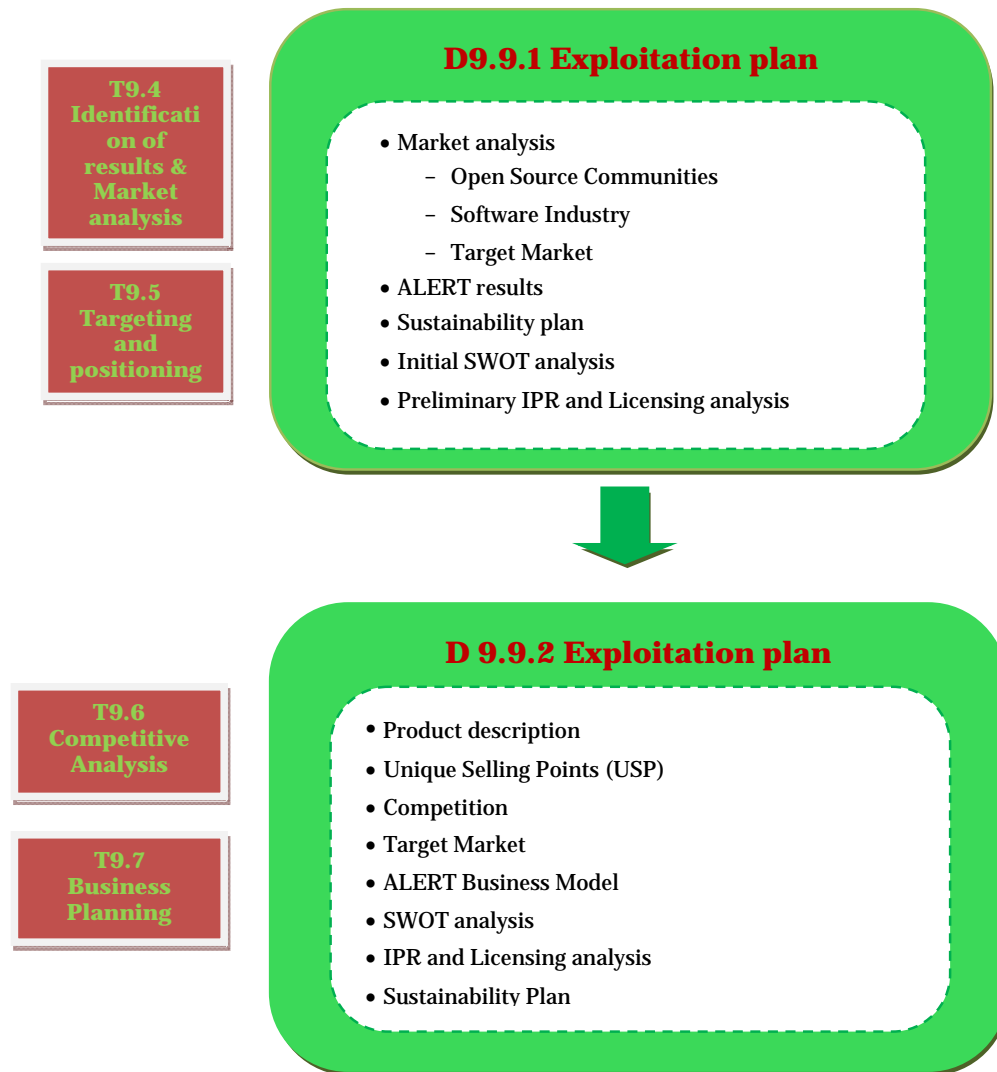 D9.9.1 Exploitation plan
T9.4
Identificati
on of
results &
Market
analysis
T9.5
Targeting
and
positioning
• Market analysis
– Open Source Communities
– Software Industry
– Target Market
• ALERT results
• Sustainability plan
• Initial SWOT analysis
• Preliminary IPR and Licensing analysis
D 9.9.2 Exploitation plan
T9.6
Competitive
Analysis
T9.7
Business
Planning
• Product description
• Unique Selling Points (USP)
• Competition
• Target Market
• ALERT Business Model
• SWOT analysis
• IPR and Licensing analysis
• Sustainability Plan